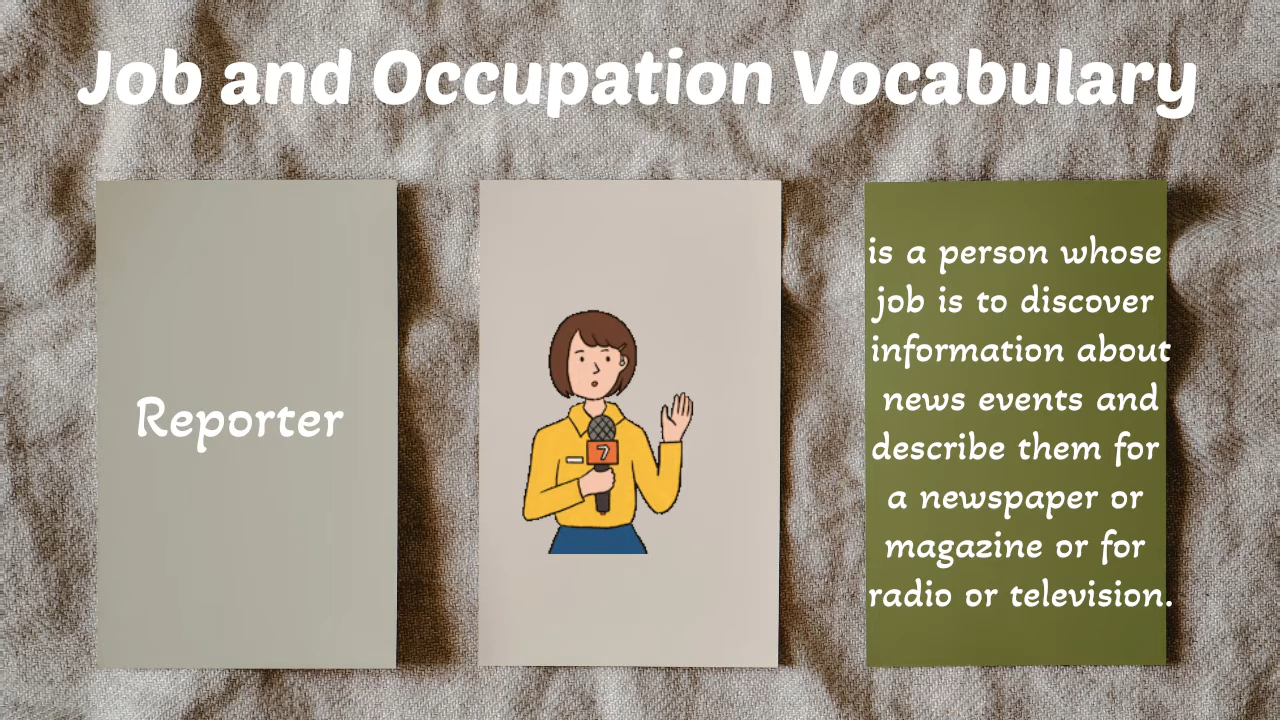 Job and Occupation Vocabulary
Reporter
7
is a person whose
job is to discover
information about
news events and
describe them for
a newspaper or
magazine or for
radio or television.